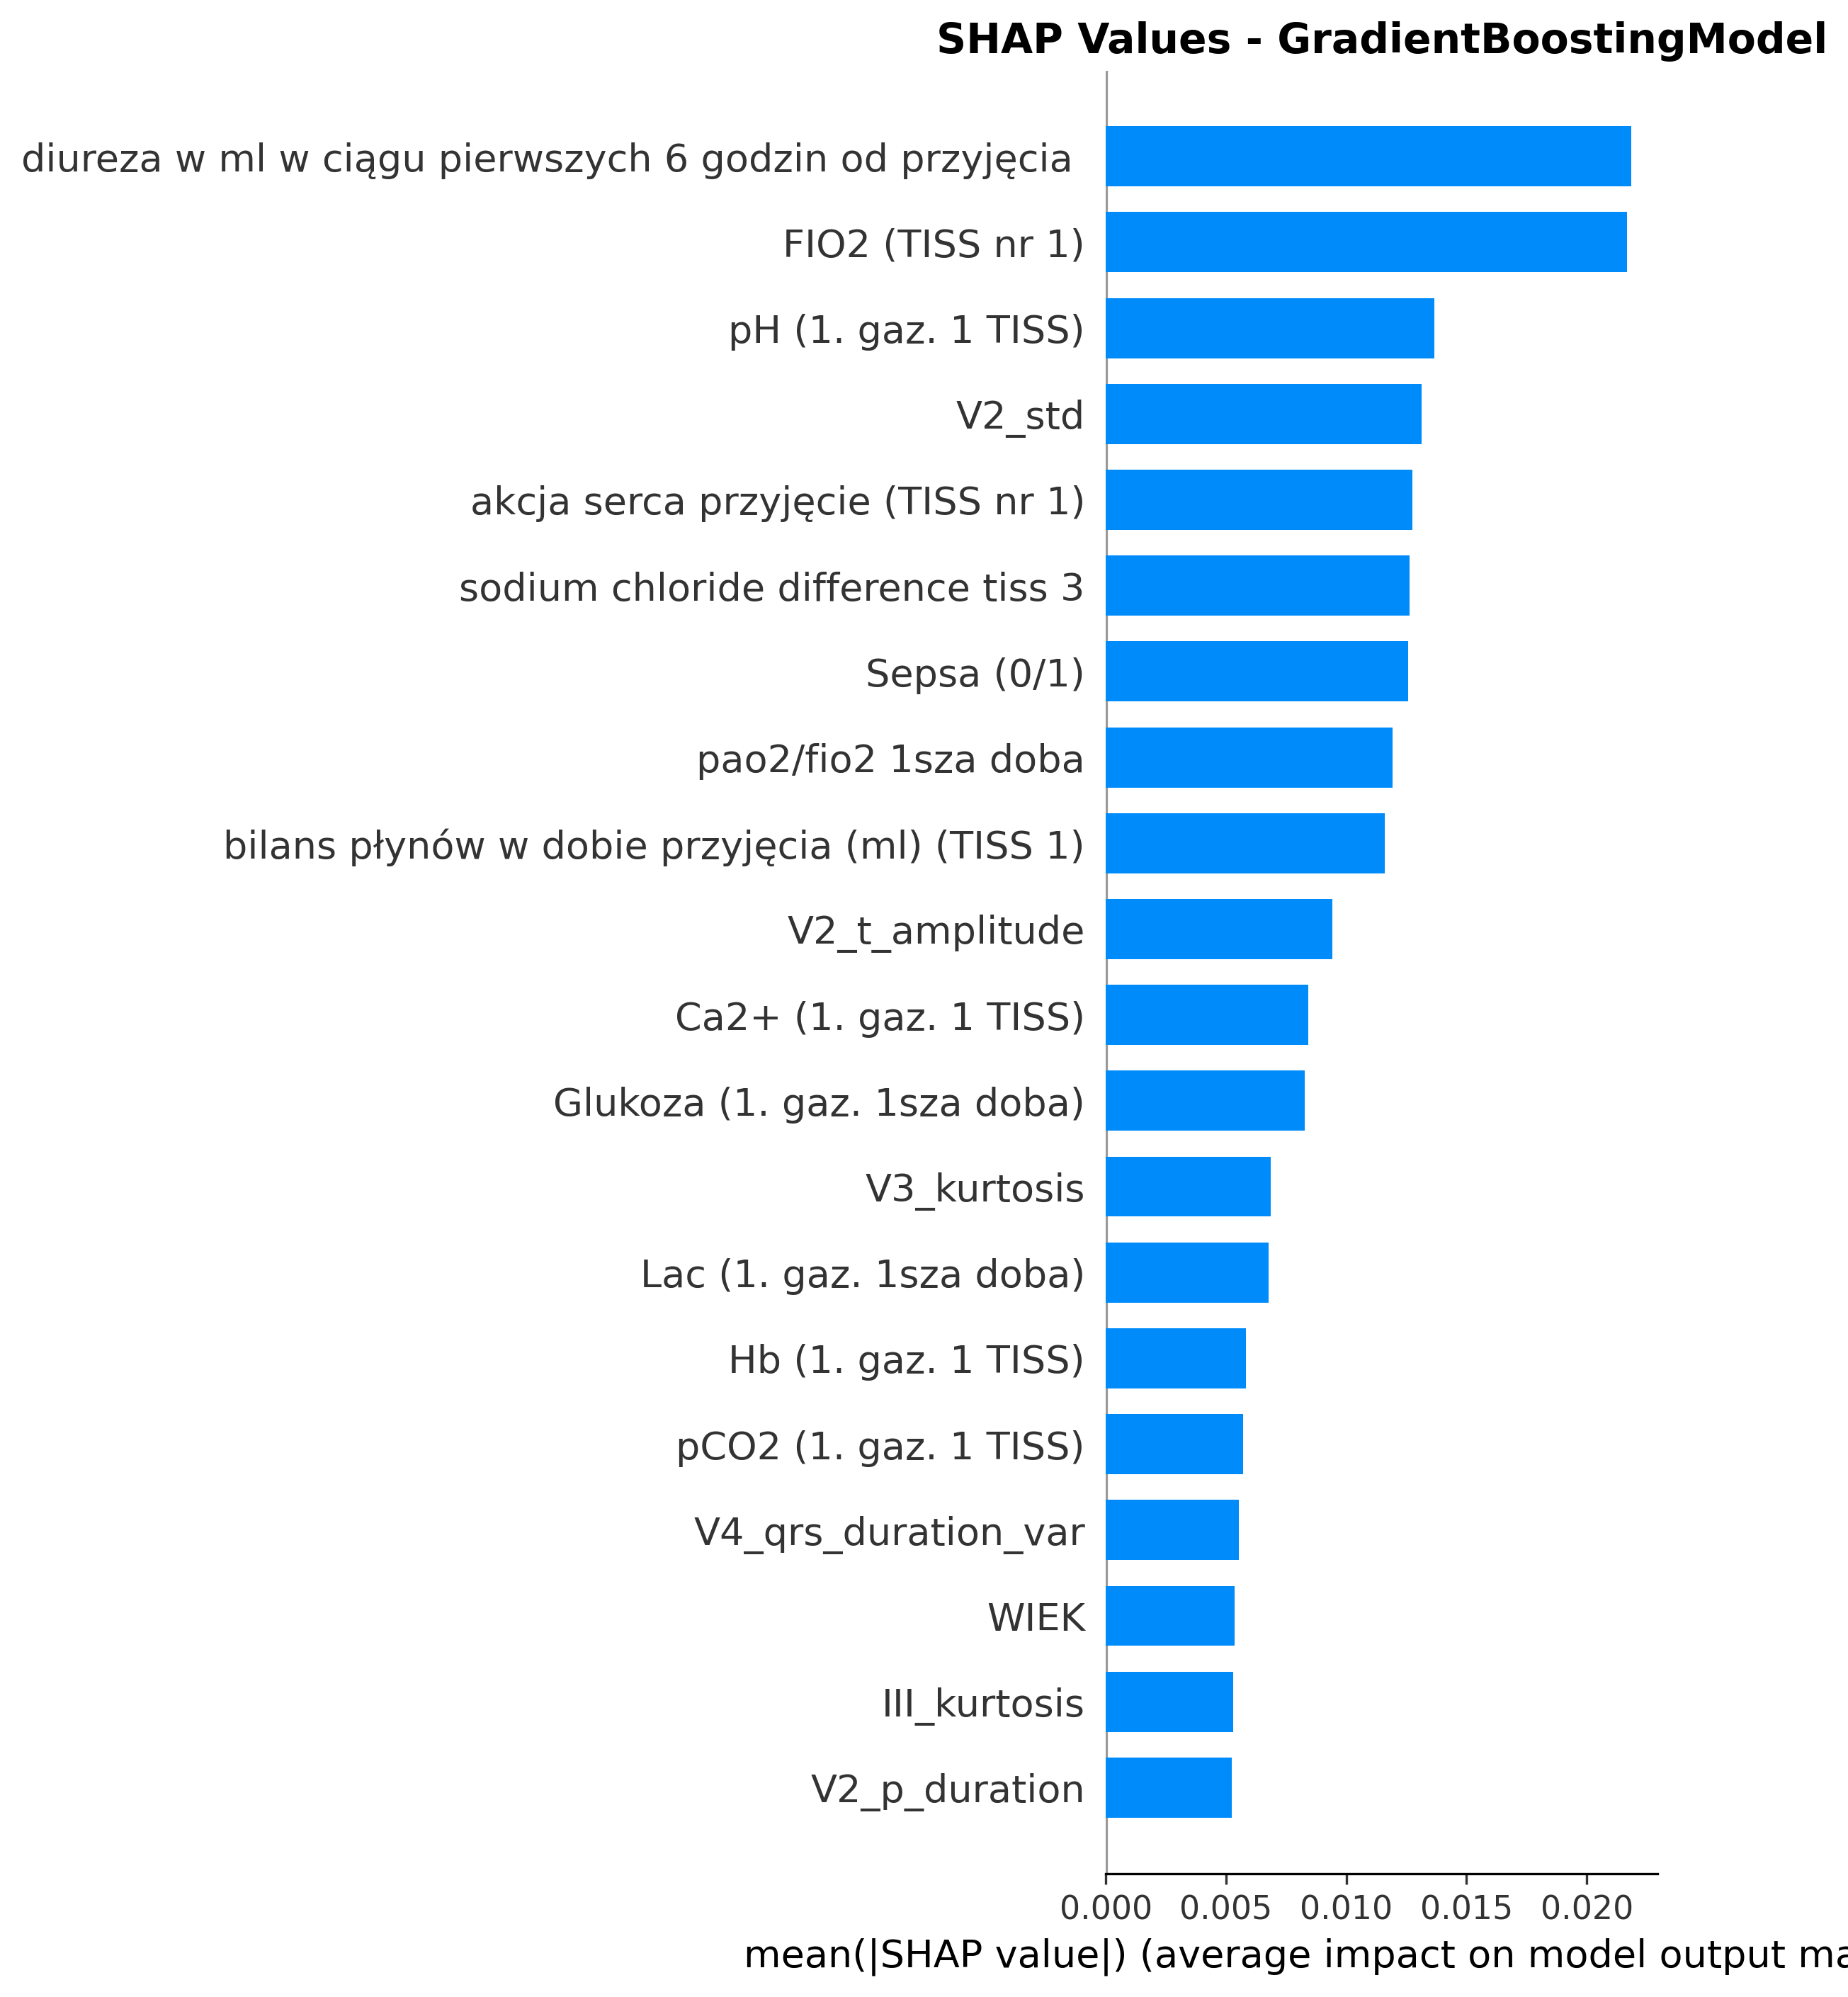 SHAP Values - GradientBoostingModel
diureza w ml w ciągu pierwszych 6 godzin od przyjęcia
FIO2 (TISS nr 1)
pH (1. gaz. 1 TISS)
V2_std
akcja serca przyjęcie (TISS nr 1)
sodium chloride difference tiss 3
Sepsa (0/1)
pao2/fio2 1sza doba
bilans płynów w dobie przyjęcia (ml) (TISS 1)
V2_t_amplitude
Ca2+ (1. gaz. 1 TISS)
Glukoza (1. gaz. 1sza doba)
V3_kurtosis
Lac (1. gaz. 1sza doba)
Hb (1. gaz. 1 TISS)
pCO2 (1. gaz. 1 TISS)
V4_qrs_duration_var
WIEK
III_kurtosis
V2_p_duration
0.000 0.005 0.010 0.015 0.020
mean(|SHAP value|) (average impact on model output ma